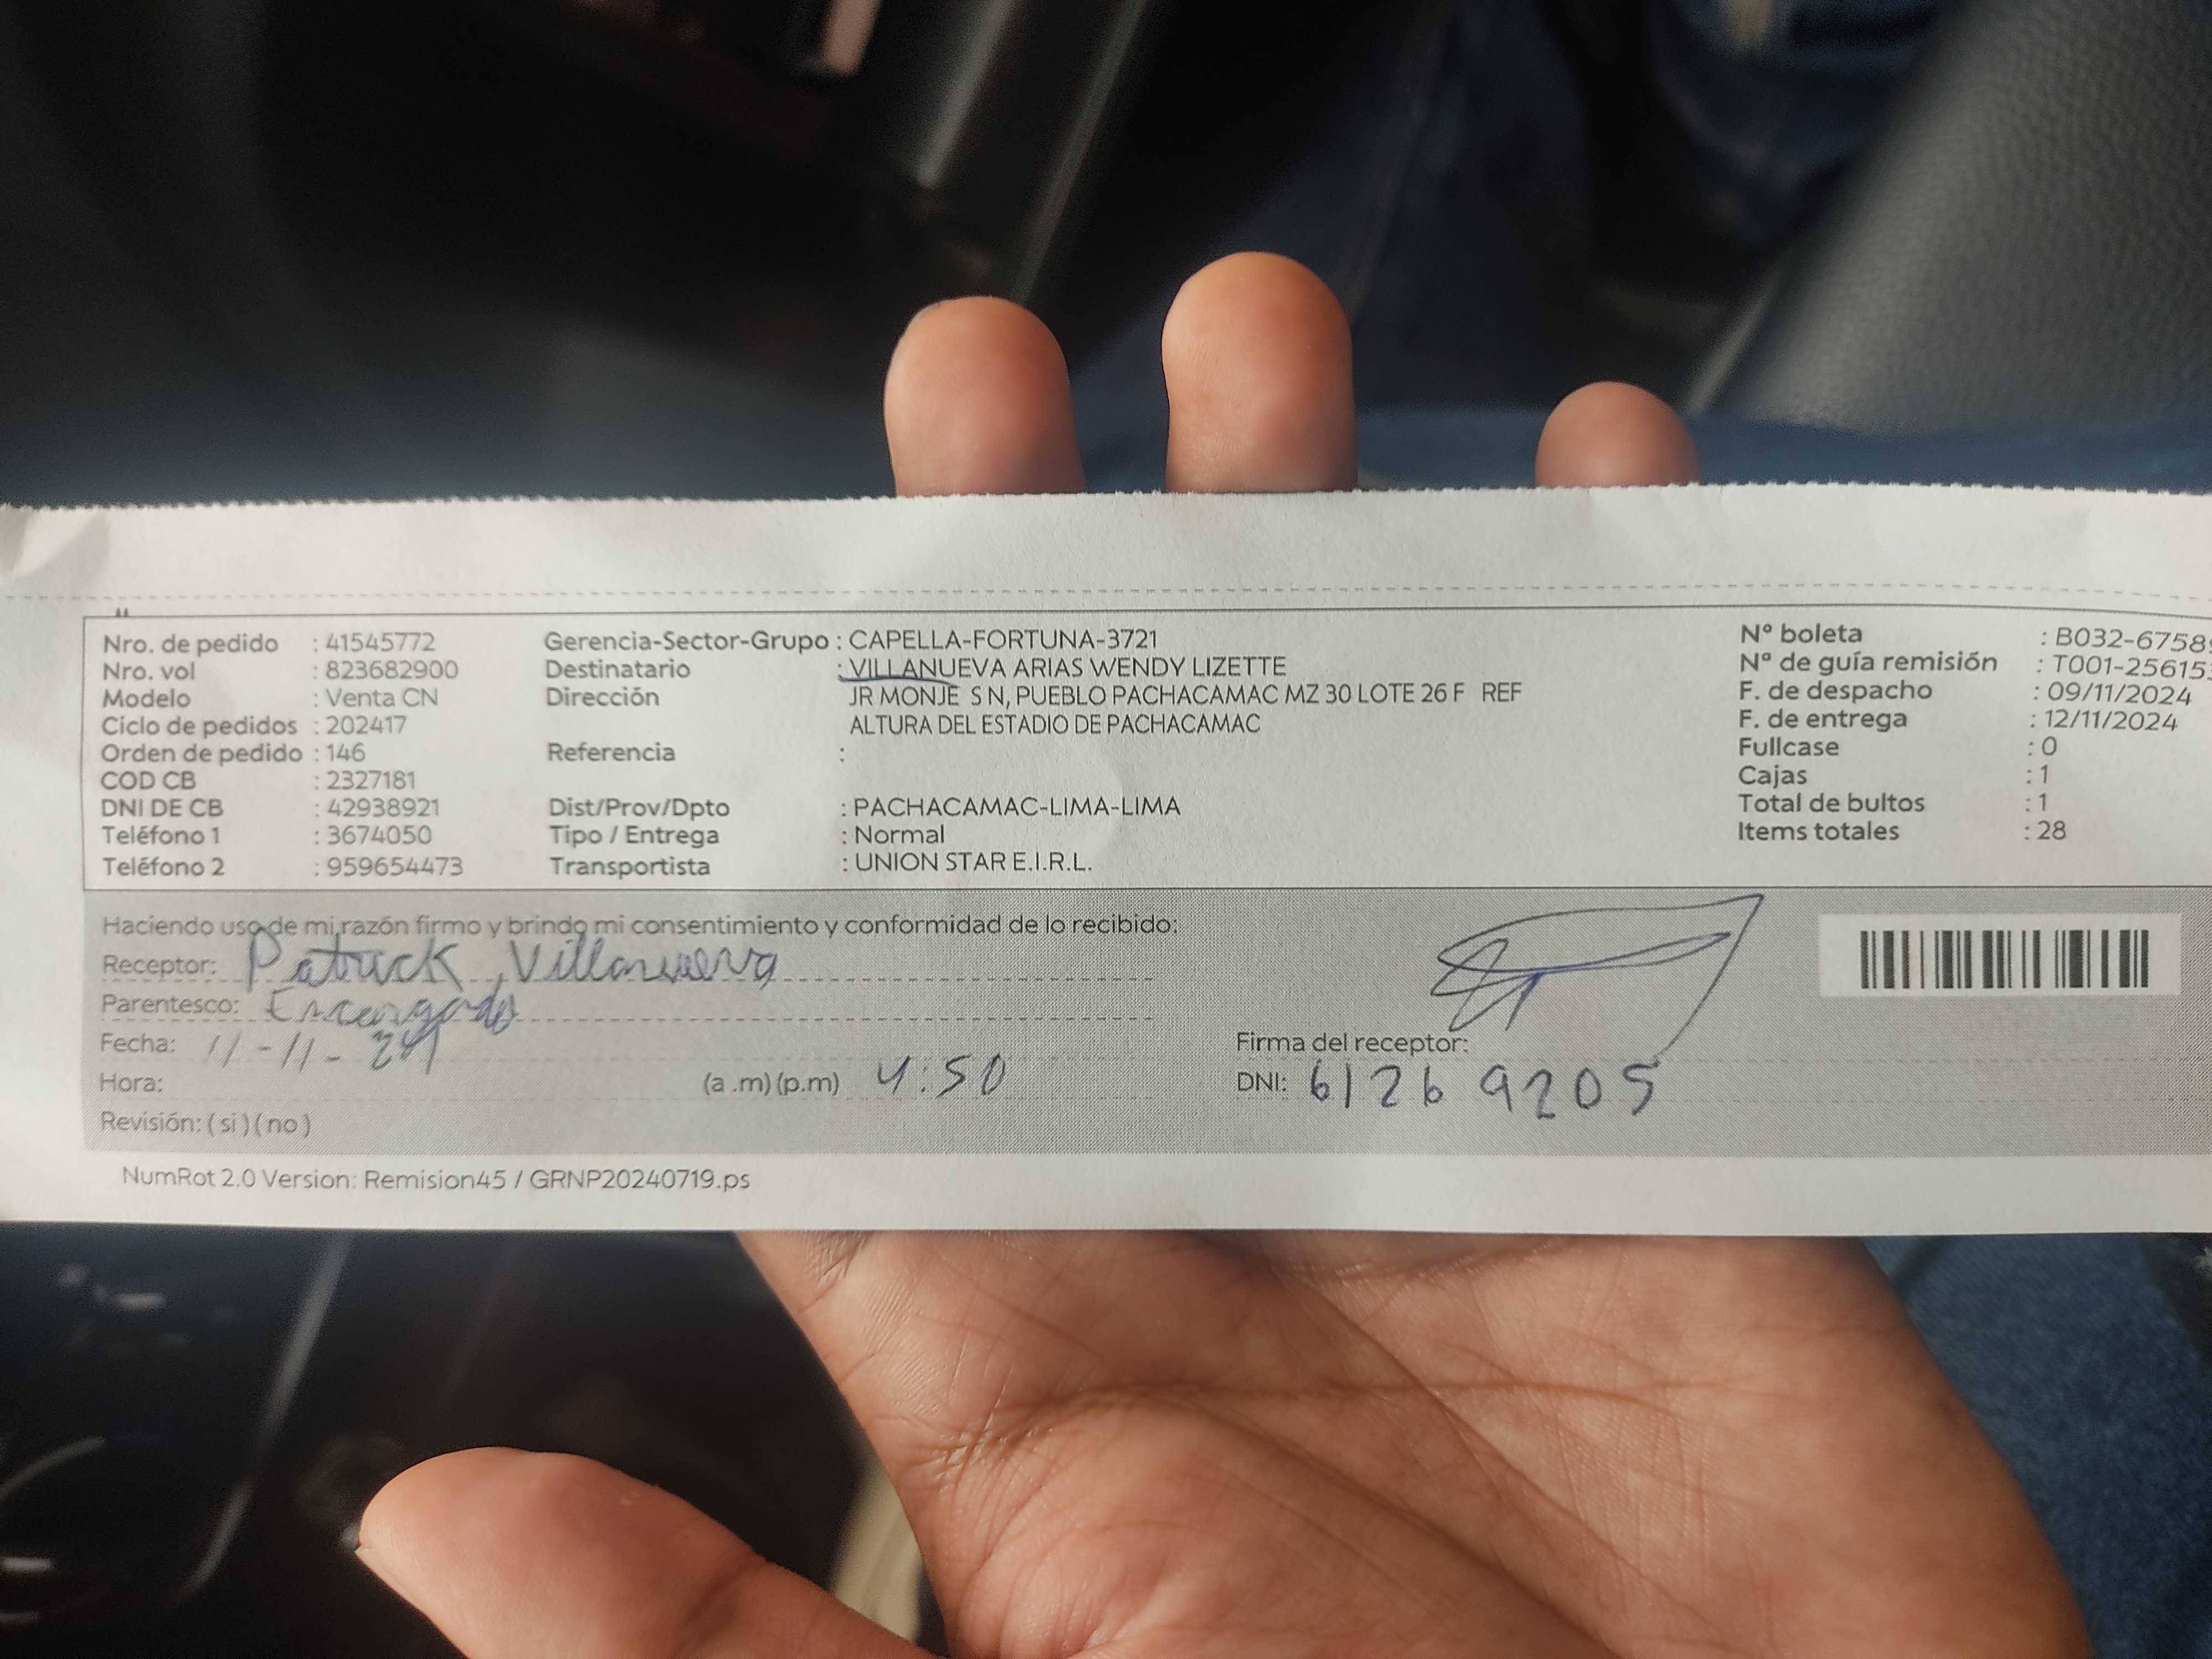 Nro. de pedido : 41545772
Nro. vol : 823682900
Modelo : Venta CN
Ciclo de pedidos : 202417
Orden de pedido : 146
COD CB : 2327181
DNI DE CB : 42938921
Teléfono 1 : 3674050
Teléfono 2 : 959654473
Gerencia-Sector-Grupo : CAPELLA-FORTUNA-3721
Destinatario : VILLANUEVA ARIAS WENDY LIZETTE
Dirección JR MONJE S N, PUEBLO PACHACAMAC MZ 30 LOTE 26 F REF
ALTURA DEL ESTADIO DE PACHACAMAC
Referencia :
Dist/Prov/Dpto : PACHACAMAC-LIMA-LIMA
Tipo / Entrega : Normal
Transportista : UNION STAR E.I.R.L.
N° boleta : B032-6758
Nª de guía remisión : T001-25615
F. de despacho : 09/11/2024
F. de entrega : 12/11/2024
Fullcase : 0
Cajas : 1
Total de bultos : 1
Items totales : 28
Haciendo uso de mi razón firmo y brindo mi consentimiento y conformidad de lo recibido:
Receptor: Patrick Villanueva
Parentesco: Encargado
Fecha: 11-11-24
Hora: (a .m) (p.m) 4:50
Revisión: ( si ) ( no )
Firma del receptor:
DNI: 61269205
NumRot 2.0 Version: Remision45 / GRNP20240719.ps